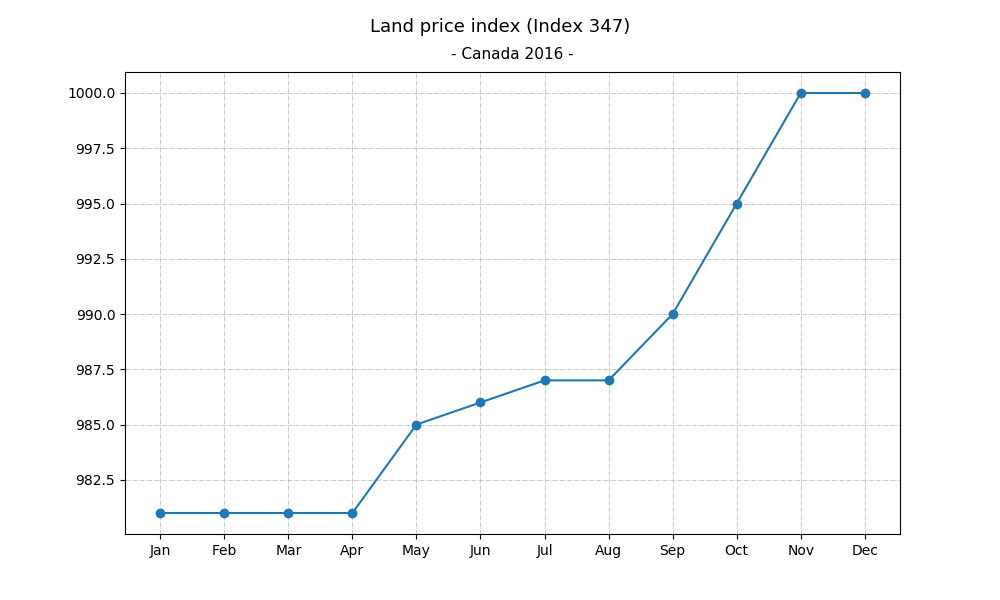 Land price index (Index 347)
- Canada 2016 -
1000.0
997.5
995.0
992.5
990.0
987.5
985.0
982.5
Jan Feb Mar Apr May Jun Jul Aug Sep Oct Nov Dec